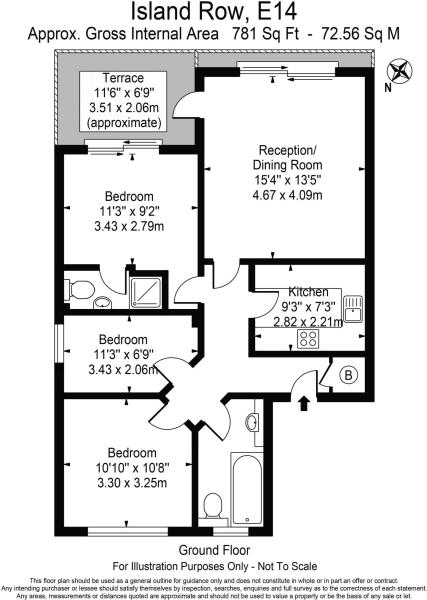 Island Row, E14
Approx. Gross Internal Area 781 Sq Ft - 72.56 Sq M
Terrace
11'6" x 6'9"
3.51 x 2.06m
(approximate)
N
Reception/
Dining Room
15'4" x 13'5"
4.67 x 4.09m
Bedroom
11'3" x 9'2"
3.43 x 2.79m
Kitchen
9'3" x 7'3"
2.82 x 2.21m
Bedroom
11'3" x 6'9"
3.43 x 2.06m
B
Bedroom
10'10" x 10'8"
3.30 x 3.25m
Ground Floor
For Illustration Purposes Only - Not To Scale
This floor plan should be used as a general outline for guidance only and does not constitute in whole or in part an offer or contract.
Any intending purchaser or lessee should satisfy themselves by inspection, searches, enquiries and full survey as to the correctness of each statement.
Any areas, measurements or distances quoted are approximate and should not be used to value a property or be the basis of any sale or let.